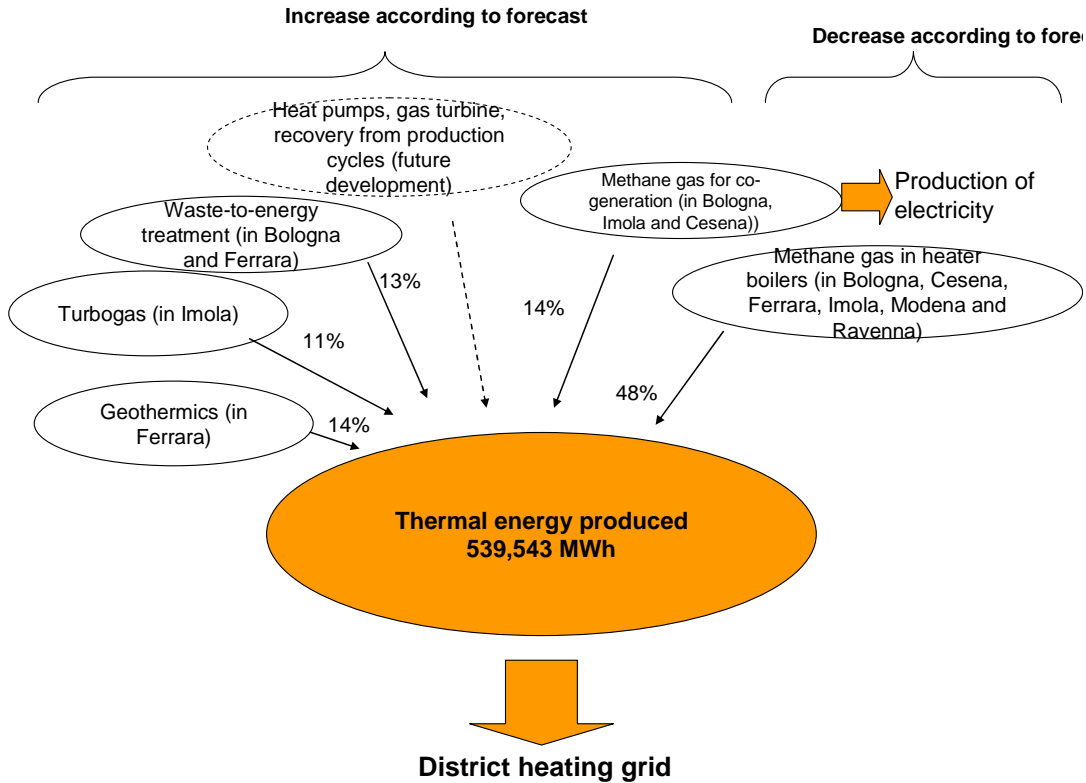 Increase according to forecast
Decrease according to fore
Heat pumps, gas turbine,
recovery from production
cycles (future
development)
Methane gas for co-
generation (in Bologna,
Imola and Cesena))
Production of
electricity
Waste-to-energy
treatment (in Bologna
and Ferrara)
Methane gas in heater
boilers (in Bologna, Cesena,
Ferrara, Imola, Modena and
Ravenna)
13%
14%
Turbogas (in Imola)
11%
48%
Geothermics (in
Ferrara)
14%
Thermal energy produced
539,543 MWh
District heating grid